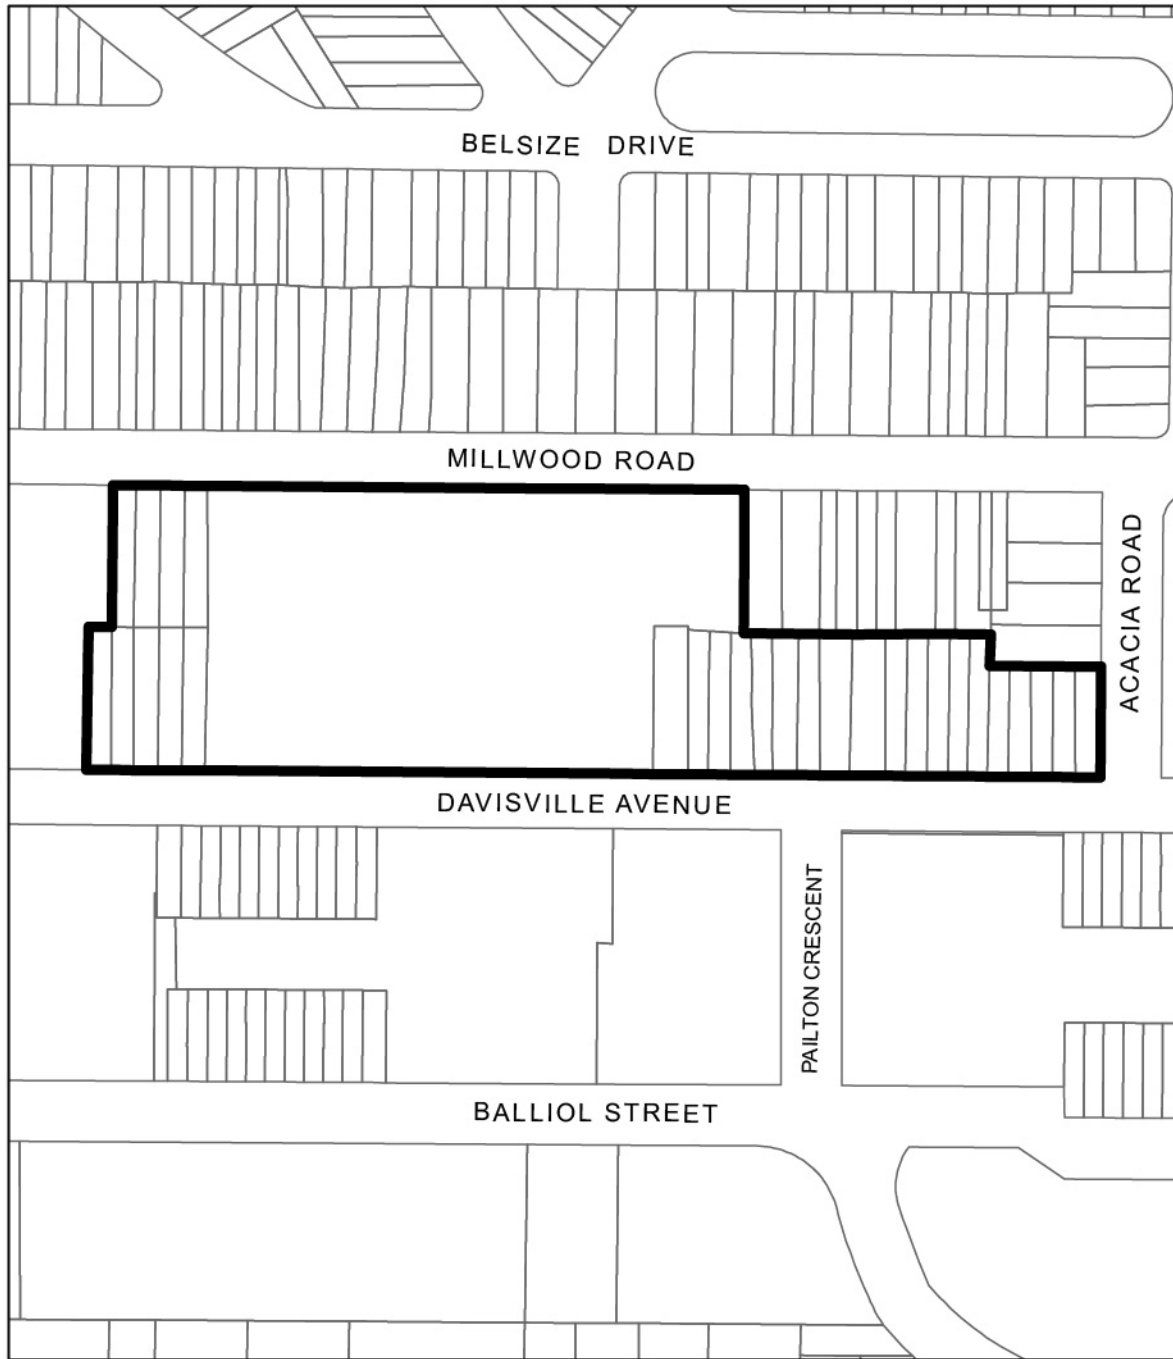 BELSIZE DRIVE
MILLWOOD ROAD
ACACIA ROAD
DAVISVILLE AVENUE
PAILTON CRESCENT
BALLIOL STREET